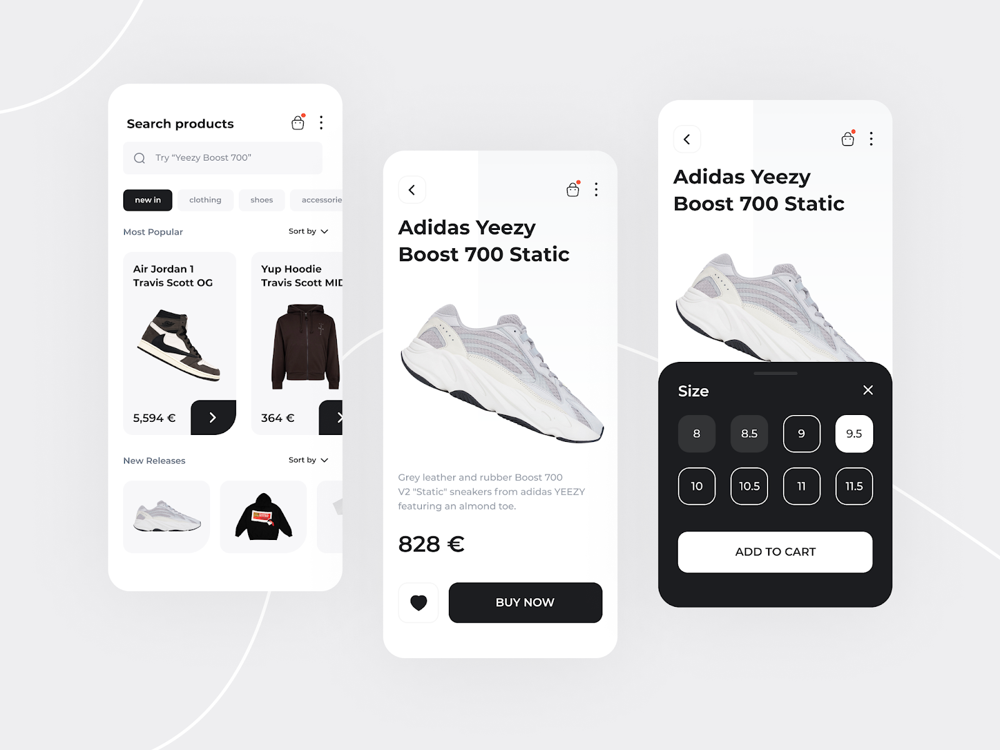 Search products
Try “Yeezy Boost 700”
new in
clothing
shoes
accessorie
Most Popular
Sort by
Air Jordan 1
Travis Scott OG
5,594 €
Yup Hoodie
Travis Scott MID
364 €
New Releases
Sort by
Adidas Yeezy
Boost 700 Static
Grey leather and rubber Boost 700
V2 "Static" sneakers from adidas YEEZY
featuring an almond toe.
828 €
BUY NOW
Adidas Yeezy
Boost 700 Static
Size
8
8.5
9
9.5
10
10.5
11
11.5
ADD TO CART